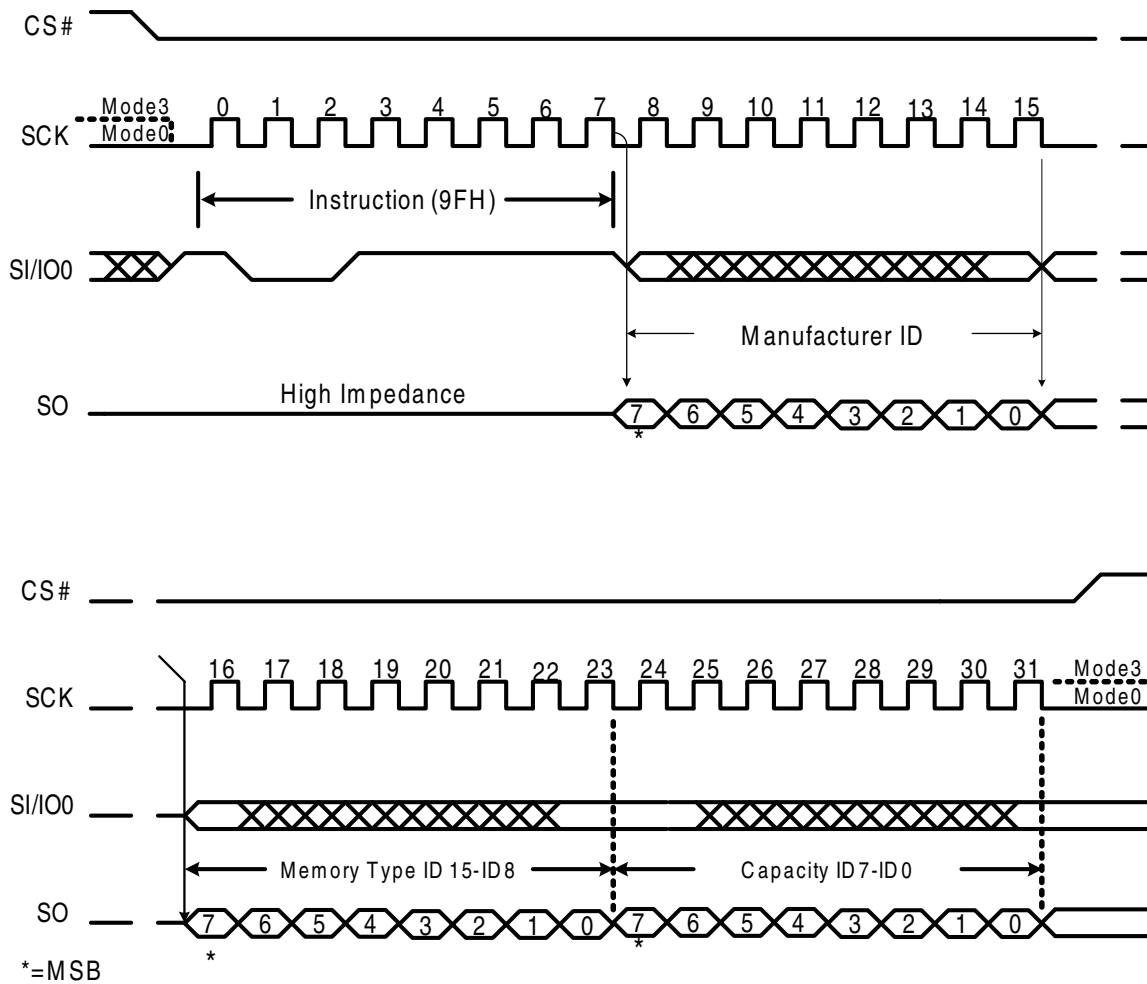 CS#
Mode3
0 1 2 3 4 5 6 7 8 9 10 11 12 13 14 15
SCK
Mode0
Instruction (9FH)
SI/IO0
Manufacturer ID
High Impedance
SO
7 6 5 4 3 2 1 0
*
CS#
16 17 18 19 20 21 22 23 24 25 26 27 28 29 30 31
Mode3
SCK
Mode0
SI/IO0
Memory Type ID15-ID8
Capacity ID7-ID0
SO
7 6 5 4 3 2 1 0 7 6 5 4 3 2 1 0
* *
*=MSB